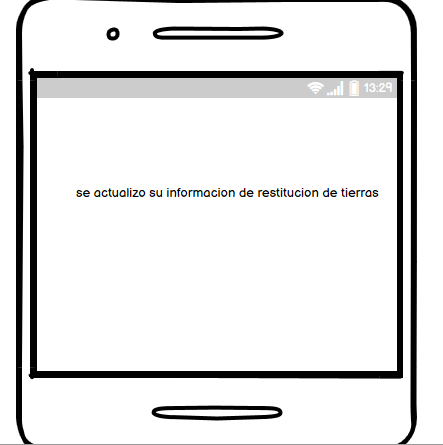 13:29
se actualizo su informacion de restitucion de tierras